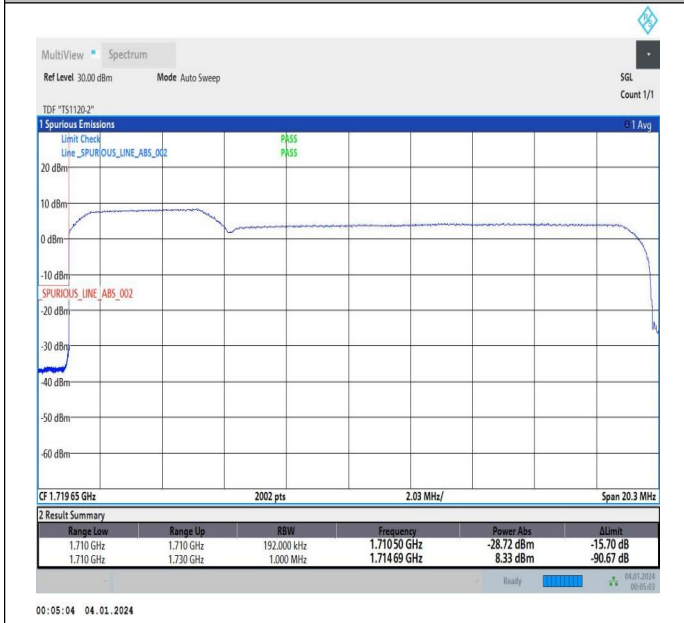 R S
MultiView Spectrum
Ref Level 30.00 dBm Mode Auto Sweep SGL
Count 1/1
TDF "TS1120-2"
1 Spurious Emissions 1 Avg
Limit Check PASS
Line _SPURIOUS_LINE_ABS_002 PASS
20 dBm
10 dBm
0 dBm
-10 dBm
_SPURIOUS_LINE_ABS_002
-20 dBm
-30 dBm
-40 dBm
-50 dBm
-60 dBm
CF 1.719 65 GHz 2002 pts 2.03 MHz/ Span 20.3 MHz
2 Result Summary
Range Low Range Up RBW Frequency Power Abs ΔLimit
1.710 GHz 1.710 GHz 192.000 kHz 1.710 50 GHz -28.72 dBm -15.70 dB
1.710 GHz 1.730 GHz 1.000 MHz 1.714 69 GHz 8.33 dBm -90.67 dB
Ready 04.01.2024
00:05:03
00:05:04 04.01.2024